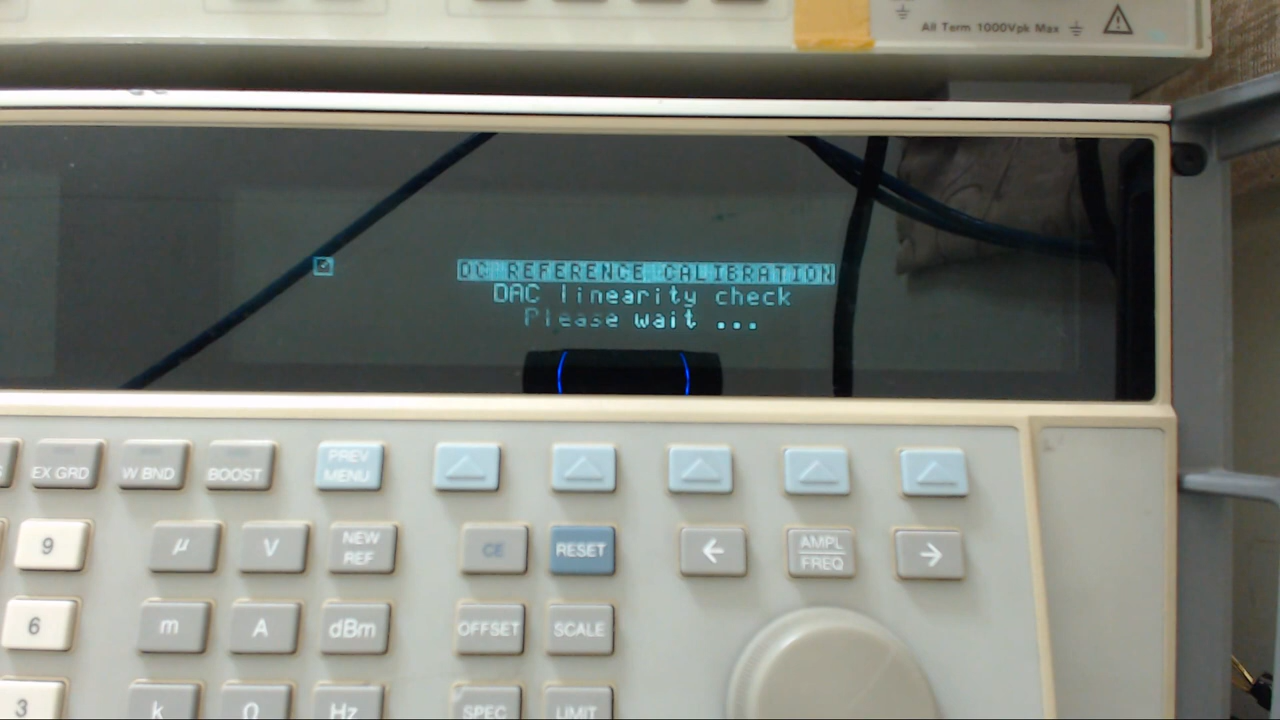 All Term 1000Vpk Max
DC REFERENCE CALIBRATION
DAC linearity check
Please wait ...
EX GRD
W BND
BOOST
PREV
MENU
9
µ
V
NEW
REF
CE
RESET
←
AMPL
FREQ
→
6
m
A
dBm
OFFSET
SCALE
3
k
Ω
Hz
SPEC
LIMIT